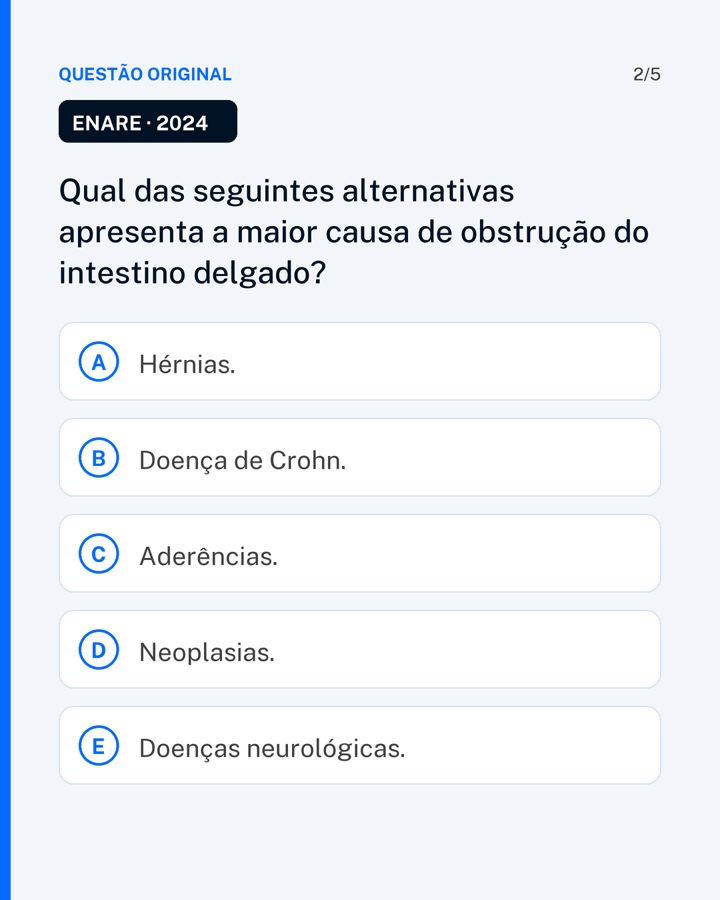 QUESTÃO ORIGINAL
2/5
ENARE · 2024
Qual das seguintes alternativas
apresenta a maior causa de obstrução do
intestino delgado?
A Hérnias.
B Doença de Crohn.
C Aderências.
D Neoplasias.
E Doenças neurológicas.